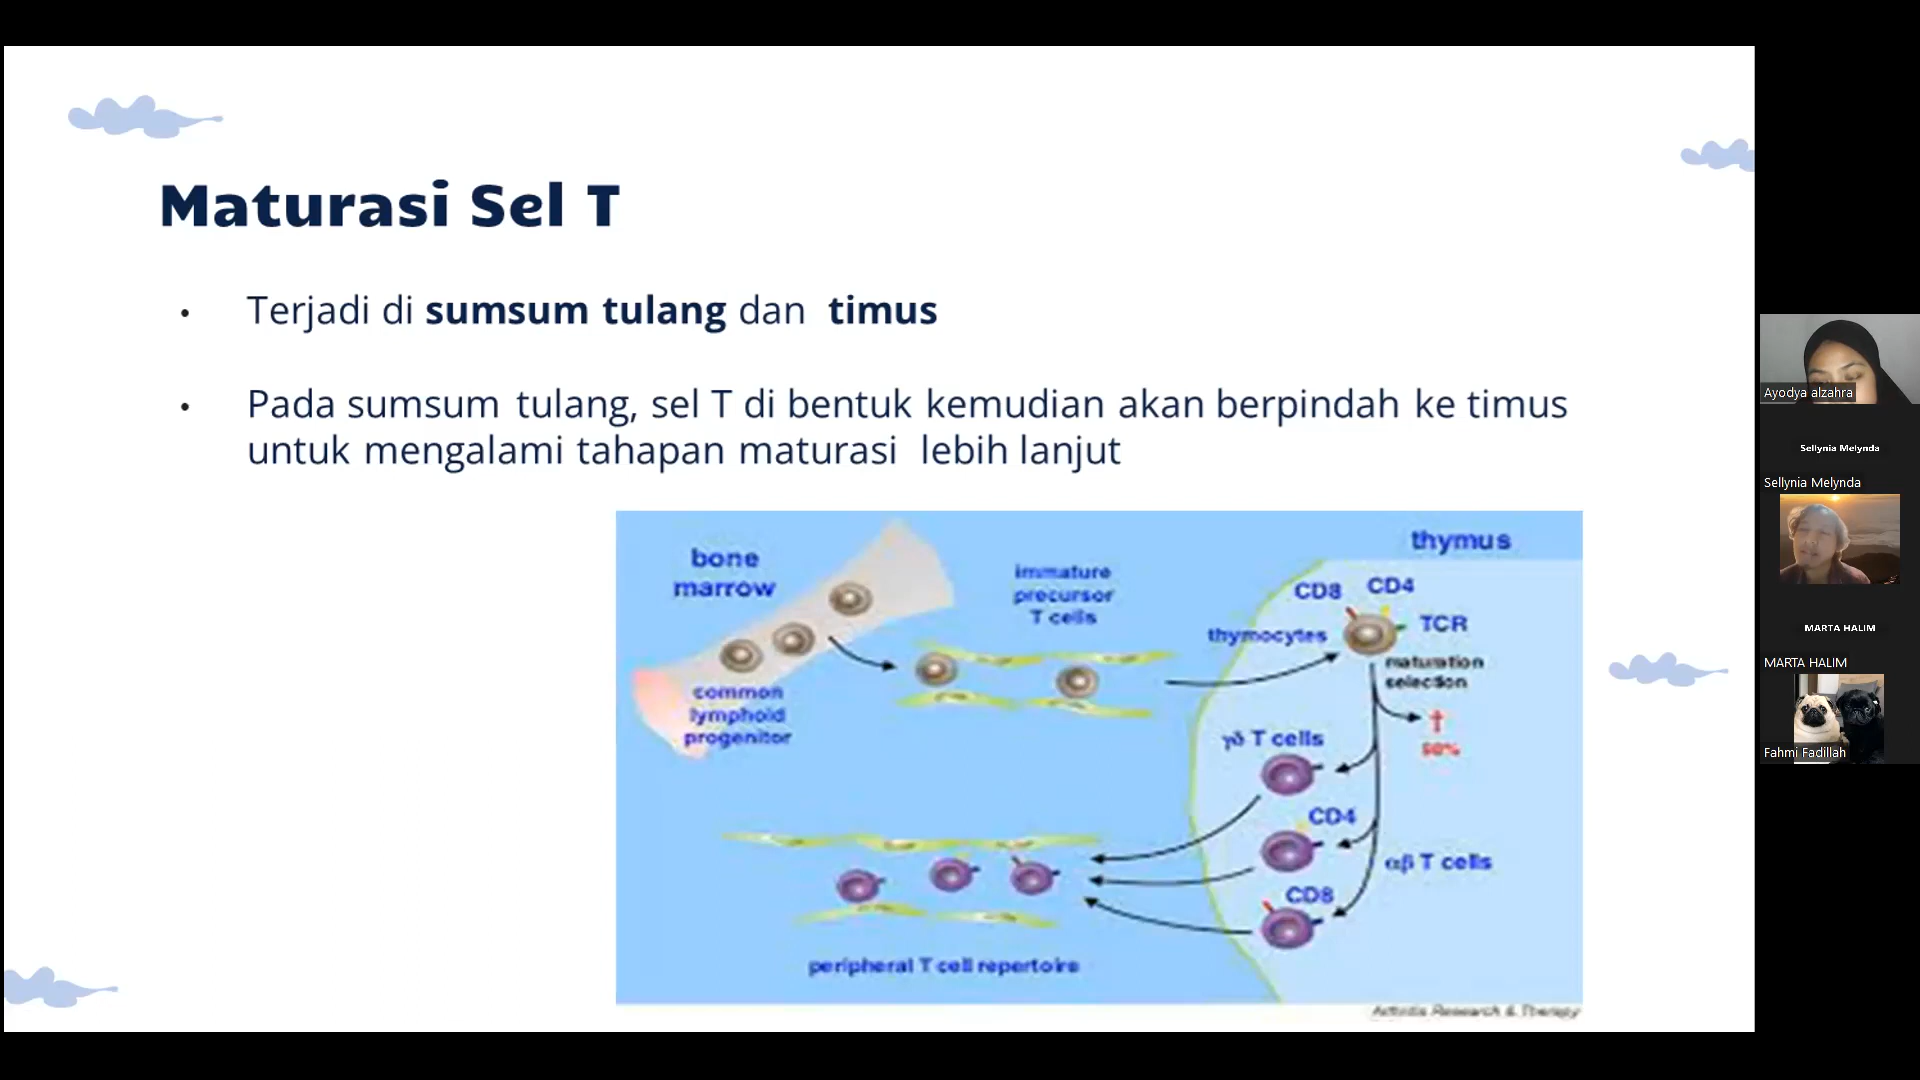 Maturasi Sel T
• Terjadi di sumsum tulang dan timus
• Pada sumsum tulang, sel T di bentuk kemudian akan berpindah ke timus
untuk mengalami tahapan maturasi lebih lanjut
bone
marrow
common
lymphoid
progenitor
immature
precursor
T cells
thymus
CD8
CD4
TCR
thymocytes
maturation
selection
γδ T cells
CD4
αβ T cells
CD8
peripheral T cell repertoire
Arthritis Research & Therapy
Ayodya alzahra
Sellynia Melynda
Sellynia Melynda
MARTA HALIM
MARTA HALIM
Fahmi Fadillah